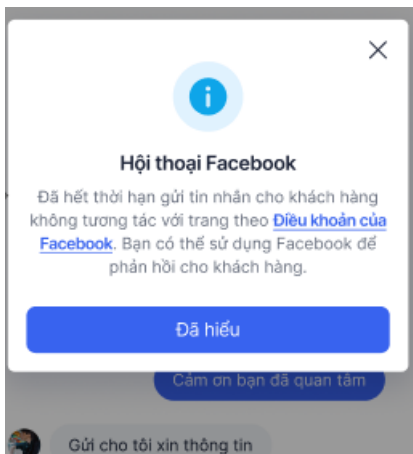 Hội thoại Facebook
Đã hết thời hạn gửi tin nhắn cho khách hàng
không tương tác với trang theo Điều khoản của
Facebook. Bạn có thể sử dụng Facebook để
phản hồi cho khách hàng.
Đã hiểu
Cảm ơn bạn đã quan tâm
Gửi cho tôi xin thông tin